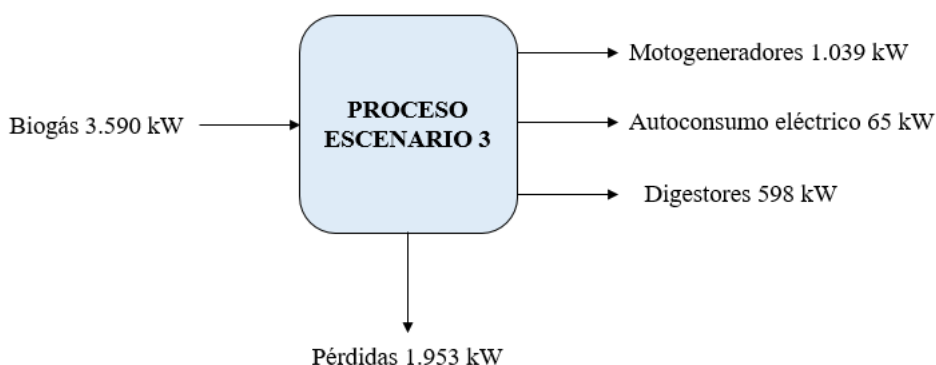 Motogeneradores 1.039 kW
Biogás 3.590 kW
PROCESO
ESCENARIO 3
Autoconsumo eléctrico 65 kW
Digestores 598 kW
Pérdidas 1.953 kW